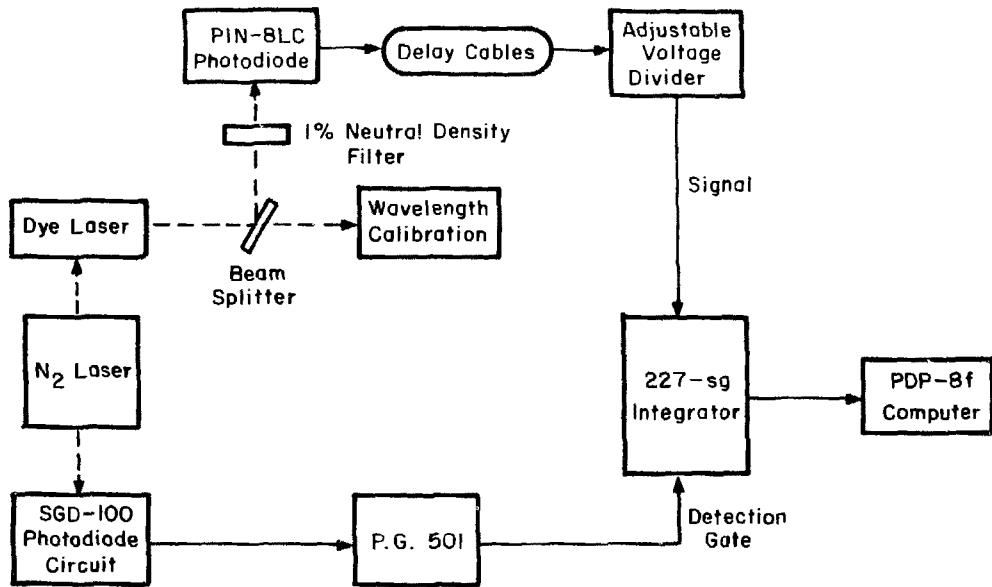 PIN-8LC
Photodiode
Delay Cables
Adjustable
Voltage
Divider
1% Neutral Density
Filter
Signal
Dye Laser
Wavelength
Calibration
Beam
Splitter
N2 Laser
227-sg
Integrator
PDP-8f
Computer
SGD-100
Photodiode
Circuit
P.G. 501
Detection
Gate